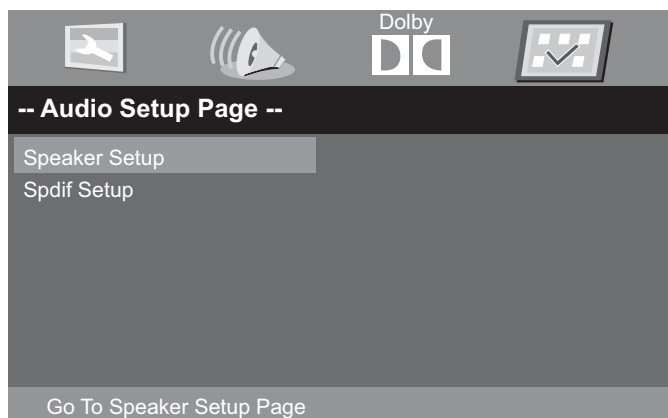 Dolby
-- Audio Setup Page --
Speaker Setup
Spdif Setup
Go To Speaker Setup Page